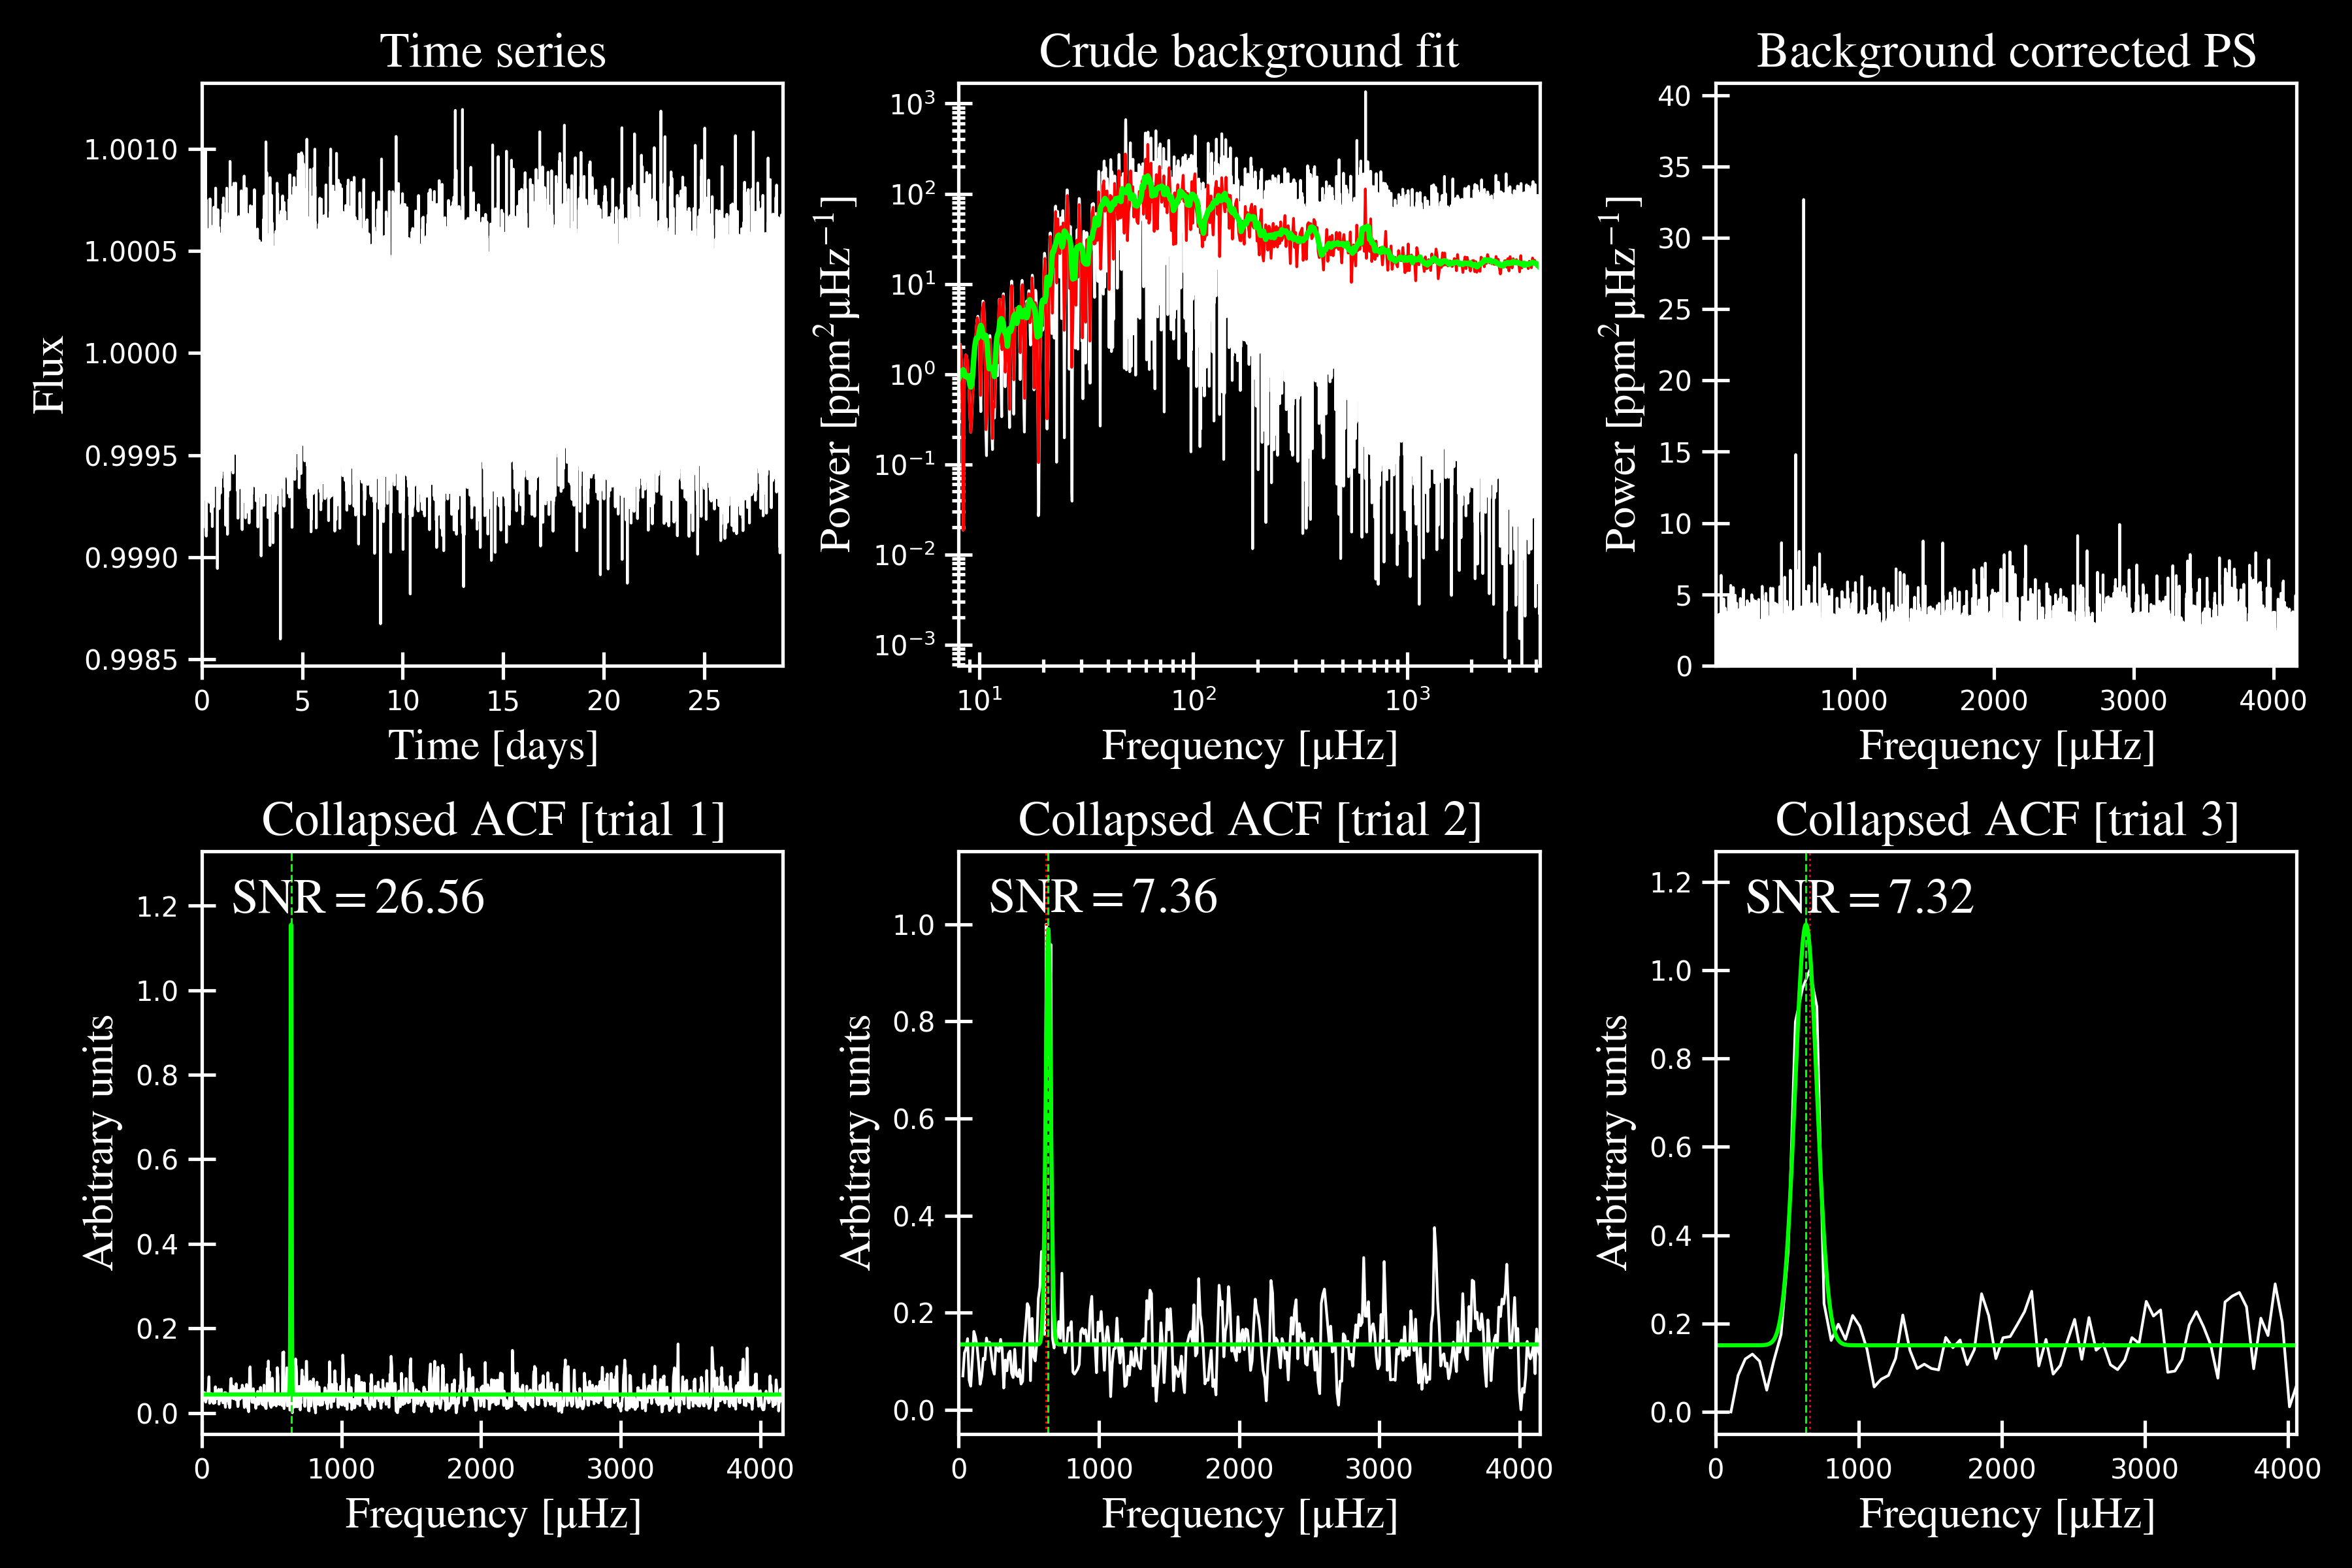 Time series
Flux
1.0010
1.0005
1.0000
0.9995
0.9990
0.9985
0 5 10 15 20 25
Time [days]
Crude background fit
Power [ppm²μHz⁻¹]
10³
10²
10¹
10⁰
10⁻¹
10⁻²
10⁻³
10¹ 10² 10³
Frequency [μHz]
Background corrected PS
Power [ppm²μHz⁻¹]
40
35
30
25
20
15
10
5
0
1000 2000 3000 4000
Frequency [μHz]
Collapsed ACF [trial 1]
SNR = 26.56
Arbitrary units
1.2
1.0
0.8
0.6
0.4
0.2
0.0
0 1000 2000 3000 4000
Frequency [μHz]
Collapsed ACF [trial 2]
SNR = 7.36
Arbitrary units
1.0
0.8
0.6
0.4
0.2
0.0
0 1000 2000 3000 4000
Frequency [μHz]
Collapsed ACF [trial 3]
SNR = 7.32
Arbitrary units
1.2
1.0
0.8
0.6
0.4
0.2
0.0
0 1000 2000 3000 4000
Frequency [μHz]